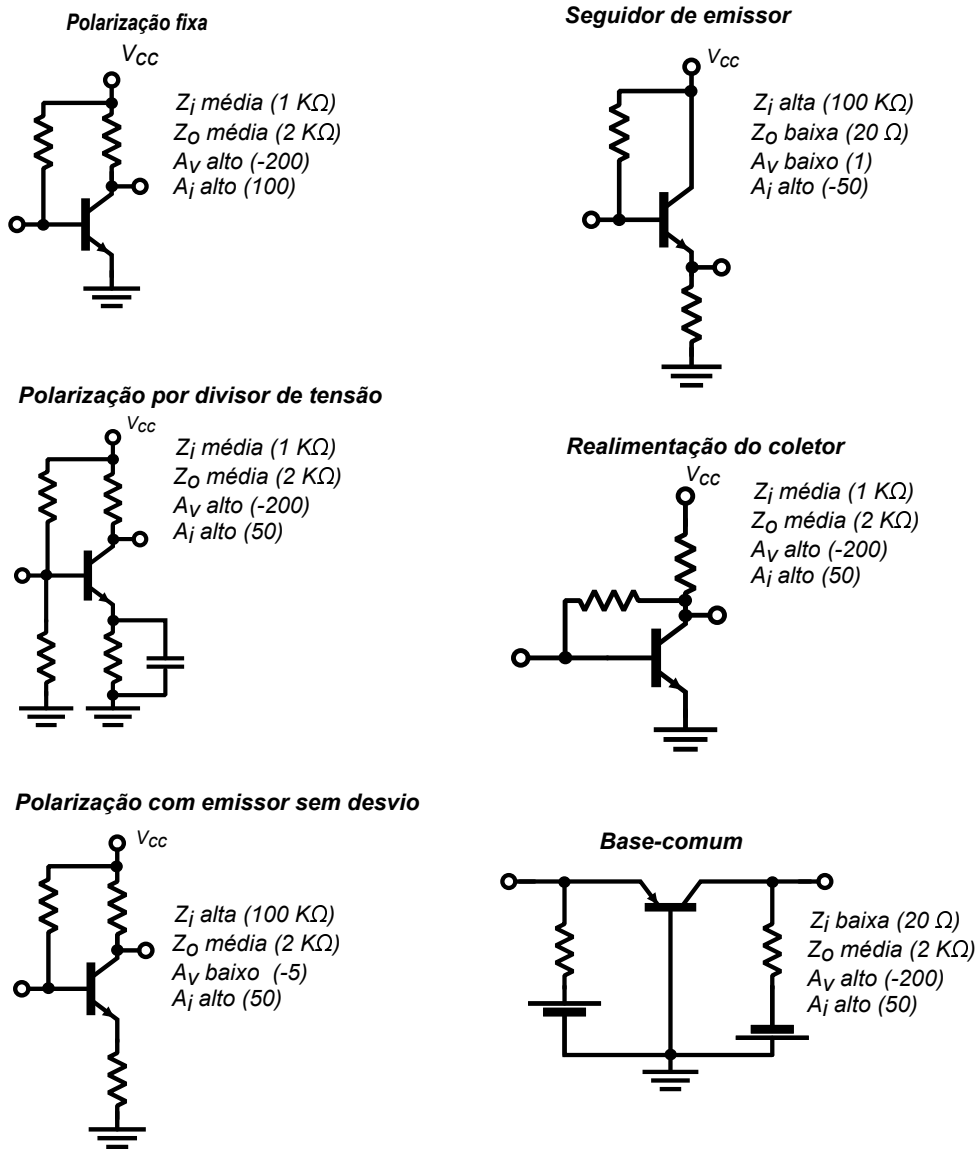 Polarização fixa
VCC
Zi média (1 KΩ)
ZO média (2 KΩ)
AV alto (-200)
Ai alto (100)
Seguidor de emissor
VCC
Zi alta (100 KΩ)
ZO baixa (20 Ω)
AV baixo (1)
Ai alto (-50)
Polarização por divisor de tensão
VCC
Zi média (1 KΩ)
ZO média (2 KΩ)
AV alto (-200)
Ai alto (50)
Realimentação do coletor
VCC
Zi média (1 KΩ)
ZO média (2 KΩ)
AV alto (-200)
Ai alto (50)
Polarização com emissor sem desvio
VCC
Zi alta (100 KΩ)
ZO média (2 KΩ)
AV baixo (-5)
Ai alto (50)
Base-comum
Zi baixa (20 Ω)
ZO média (2 KΩ)
AV alto (-200)
Ai alto (50)